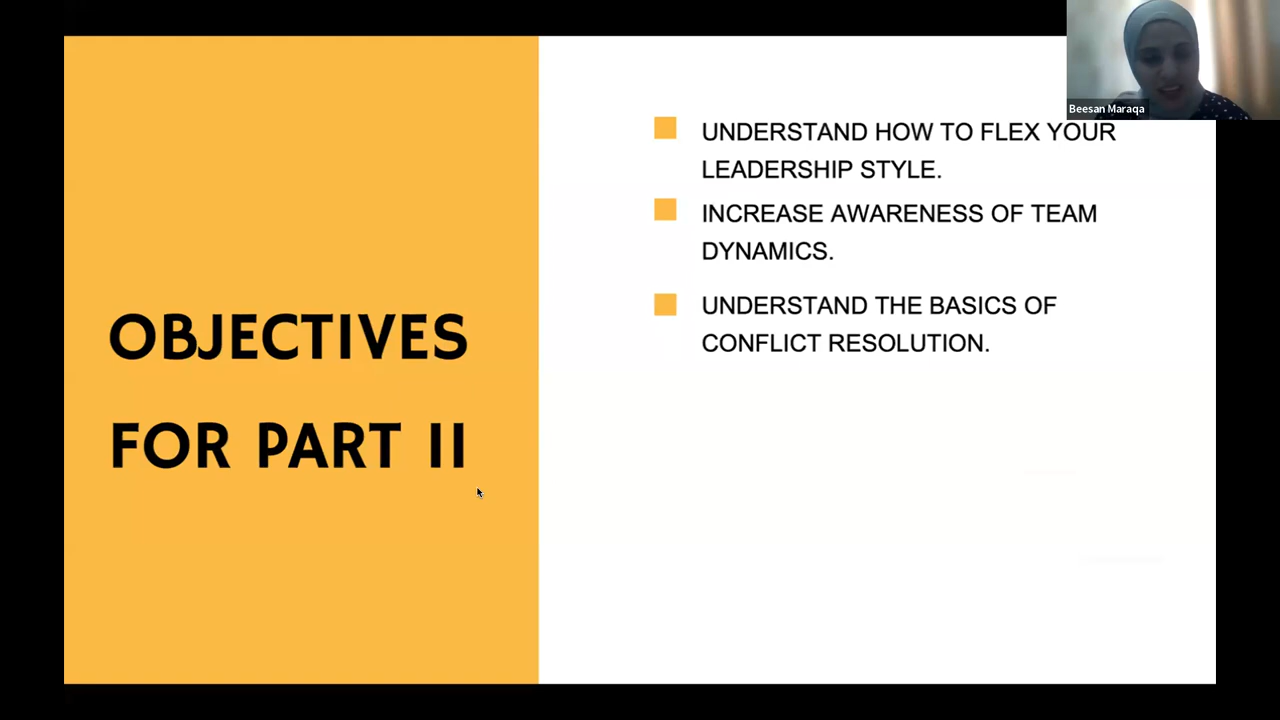 OBJECTIVES
FOR PART II
UNDERSTAND HOW TO FLEX YOUR
LEADERSHIP STYLE.
INCREASE AWARENESS OF TEAM
DYNAMICS.
UNDERSTAND THE BASICS OF
CONFLICT RESOLUTION.
Beesan Maraqa